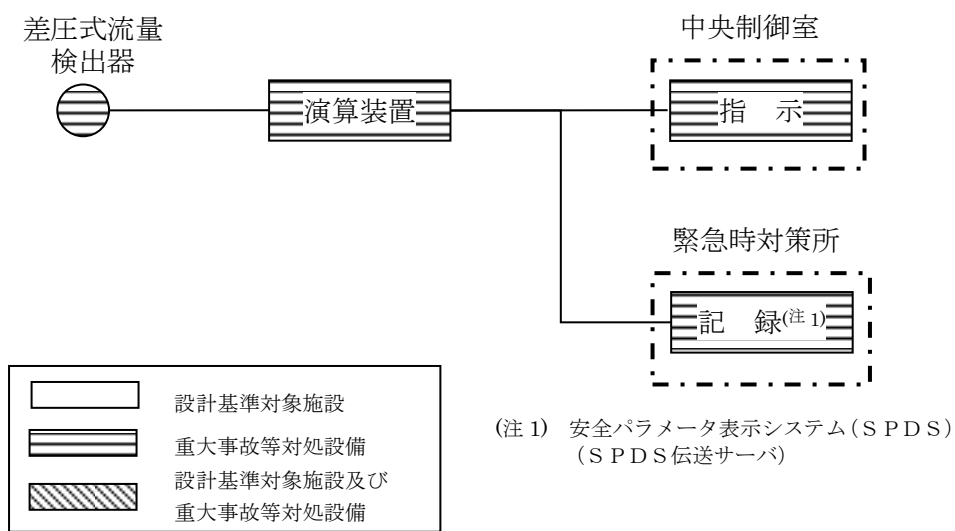 差圧式流量
検出器
演算装置
中央制御室
指　示
緊急時対策所
記　録(注 1)
設計基準対象施設
重大事故等対処設備
設計基準対象施設及び
重大事故等対処設備
(注 1)　安全パラメータ表示システム(ＳＰＤＳ)
(ＳＰＤＳ伝送サーバ)